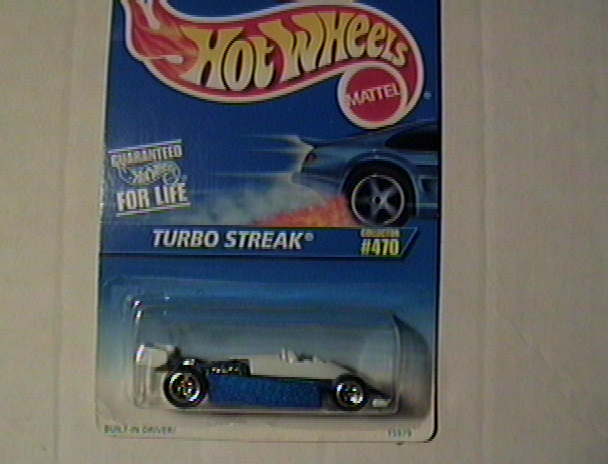 HOT WHEELS
MATTEL
GUARANTEED
FOR LIFE
TURBO STREAK®
COLLECTOR
#470
BUILT-IN DRIVER!